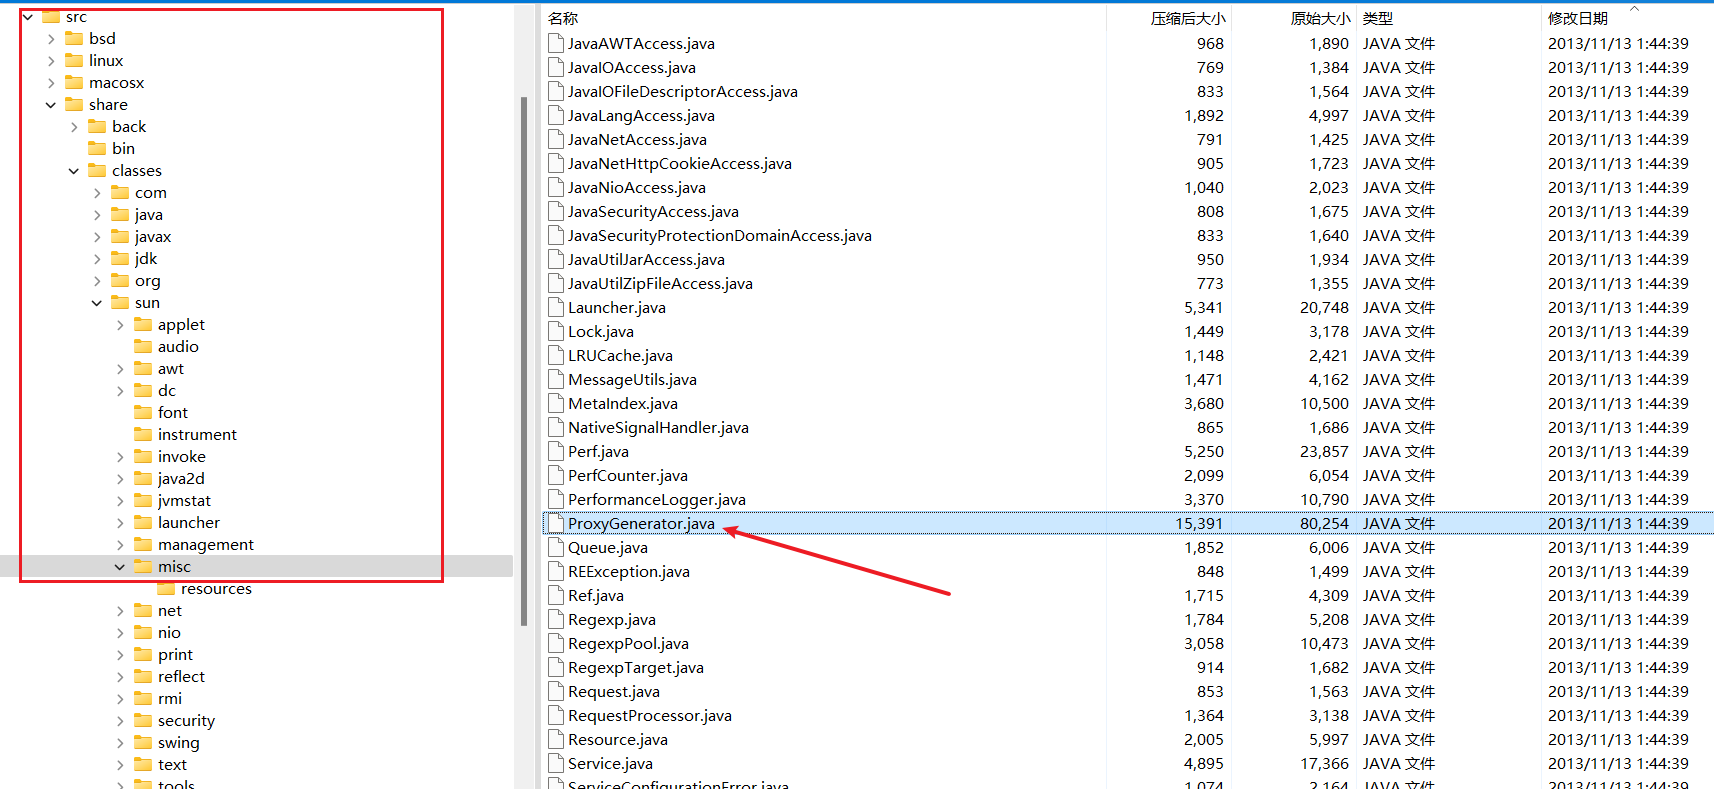 src
bsd
linux
macosx
share
back
bin
classes
com
java
javax
jdk
org
sun
applet
audio
awt
dc
font
instrument
invoke
java2d
jvmstat
launcher
management
misc
resources
net
nio
print
reflect
rmi
security
swing
text
tools
名称 压缩后大小 原始大小 类型 修改日期
JavaAWTAccess.java 968 1,890 JAVA 文件 2013/11/13 1:44:39
JavaIOAccess.java 769 1,384 JAVA 文件 2013/11/13 1:44:39
JavaIOFileDescriptorAccess.java 833 1,564 JAVA 文件 2013/11/13 1:44:39
JavaLangAccess.java 1,892 4,997 JAVA 文件 2013/11/13 1:44:39
JavaNetAccess.java 791 1,425 JAVA 文件 2013/11/13 1:44:39
JavaNetHttpCookieAccess.java 905 1,723 JAVA 文件 2013/11/13 1:44:39
JavaNioAccess.java 1,040 2,023 JAVA 文件 2013/11/13 1:44:39
JavaSecurityAccess.java 808 1,675 JAVA 文件 2013/11/13 1:44:39
JavaSecurityProtectionDomainAccess.java 833 1,640 JAVA 文件 2013/11/13 1:44:39
JavaUtilJarAccess.java 950 1,934 JAVA 文件 2013/11/13 1:44:39
JavaUtilZipFileAccess.java 773 1,355 JAVA 文件 2013/11/13 1:44:39
Launcher.java 5,341 20,748 JAVA 文件 2013/11/13 1:44:39
Lock.java 1,449 3,178 JAVA 文件 2013/11/13 1:44:39
LRUCache.java 1,148 2,421 JAVA 文件 2013/11/13 1:44:39
MessageUtils.java 1,471 4,162 JAVA 文件 2013/11/13 1:44:39
MetaIndex.java 3,680 10,500 JAVA 文件 2013/11/13 1:44:39
NativeSignalHandler.java 865 1,686 JAVA 文件 2013/11/13 1:44:39
Perf.java 5,250 23,857 JAVA 文件 2013/11/13 1:44:39
PerfCounter.java 2,099 6,054 JAVA 文件 2013/11/13 1:44:39
PerformanceLogger.java 3,370 10,790 JAVA 文件 2013/11/13 1:44:39
ProxyGenerator.java 15,391 80,254 JAVA 文件 2013/11/13 1:44:39
Queue.java 1,852 6,006 JAVA 文件 2013/11/13 1:44:39
REException.java 848 1,499 JAVA 文件 2013/11/13 1:44:39
Ref.java 1,715 4,309 JAVA 文件 2013/11/13 1:44:39
Regexp.java 1,784 5,208 JAVA 文件 2013/11/13 1:44:39
RegexpPool.java 3,058 10,473 JAVA 文件 2013/11/13 1:44:39
RegexpTarget.java 914 1,682 JAVA 文件 2013/11/13 1:44:39
Request.java 853 1,563 JAVA 文件 2013/11/13 1:44:39
RequestProcessor.java 1,364 3,138 JAVA 文件 2013/11/13 1:44:39
Resource.java 2,005 5,997 JAVA 文件 2013/11/13 1:44:39
Service.java 4,895 17,366 JAVA 文件 2013/11/13 1:44:39
ServiceConfigurationError.java 1,074 2,164 JAVA 文件 2013/11/13 1:44:39